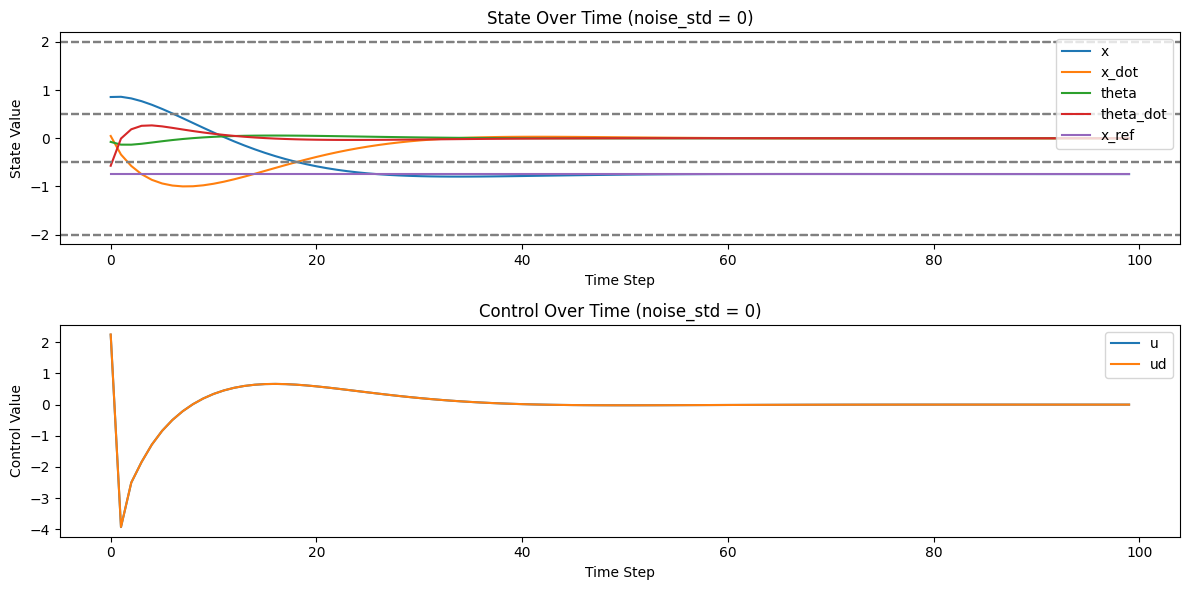 State Over Time (noise_std = 0)
State Value
2
1
0
−1
−2
x
x_dot
theta
theta_dot
x_ref
0 20 40 60 80 100
Time Step
Control Over Time (noise_std = 0)
Control Value
2
1
0
−1
−2
−3
−4
u
ud
0 20 40 60 80 100
Time Step